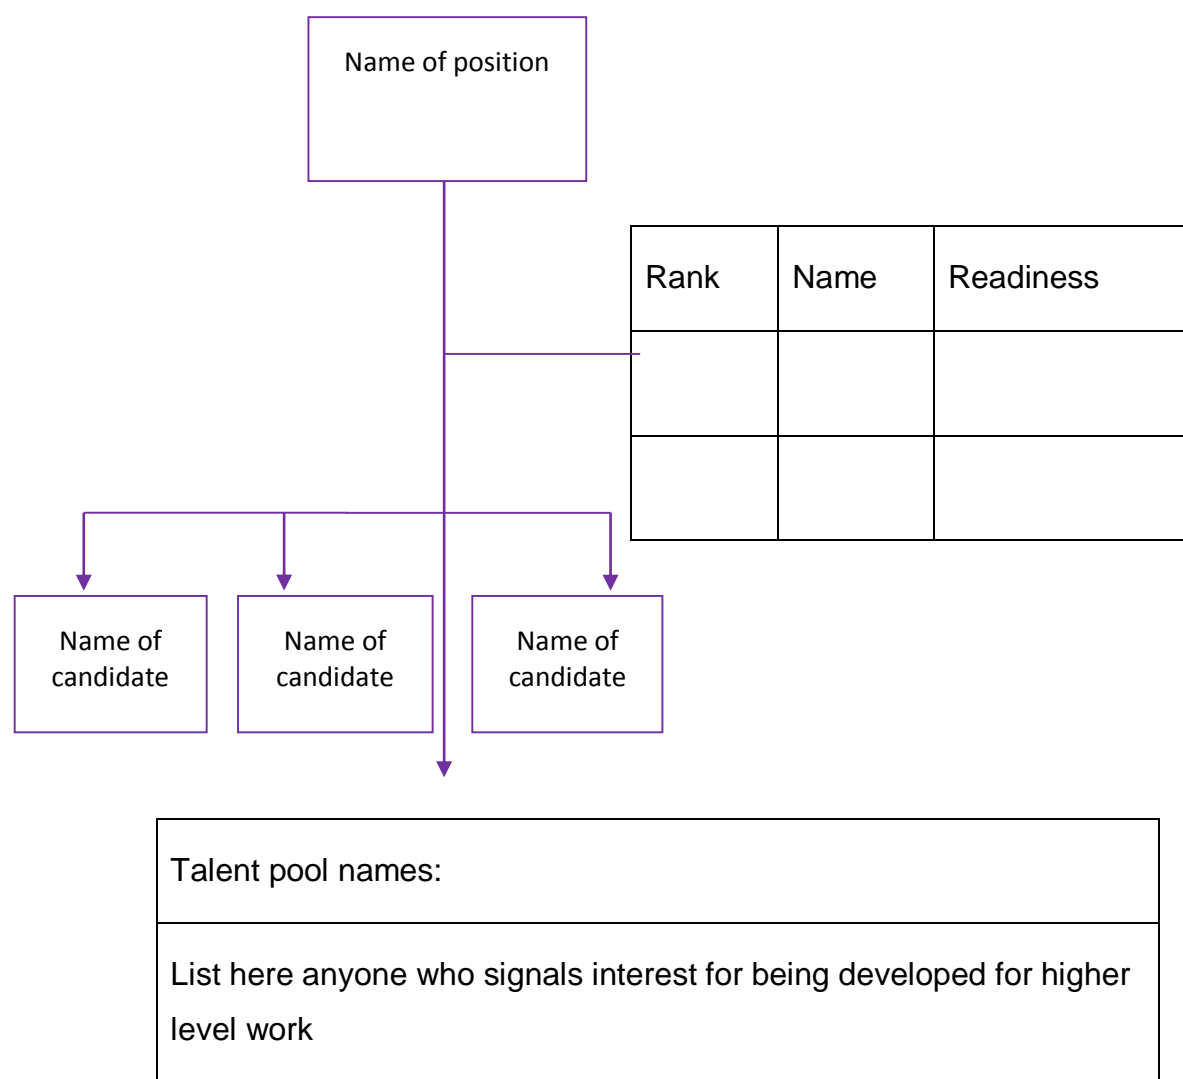 Name of position
Rank Name Readiness
Name of candidate
Name of candidate
Name of candidate
Talent pool names:
List here anyone who signals interest for being developed for higher
level work